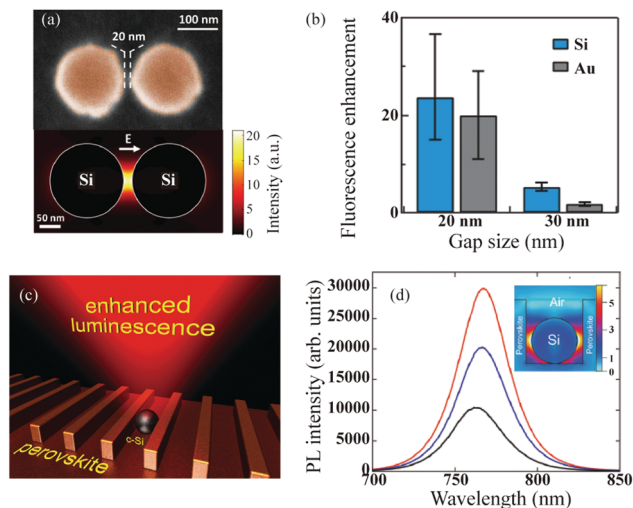 (a)
100 nm
20 nm
E
Si
Si
50 nm
20
15
10
5
0
Intensity (a.u.)
(b)
Fluorescence enhancement
40
20
0
Si
Au
20 nm
30 nm
Gap size (nm)
(c)
enhanced
luminescence
c-Si
perovskite
(d)
PL intensity (arb. units)
30000
25000
20000
15000
10000
5000
0
700
750
800
850
Wavelength (nm)
Air
Perovskite
Si
Perovskite
5
3
1
0